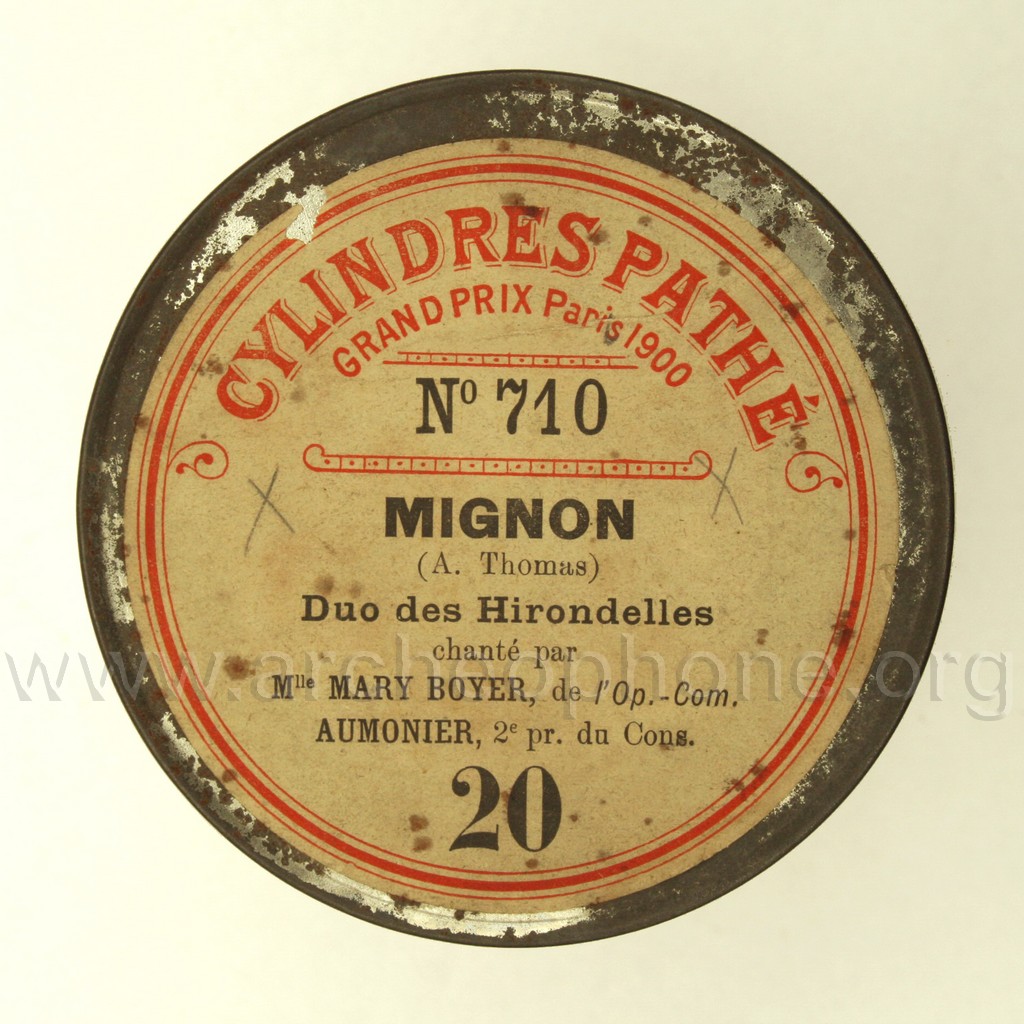 CYLINDRES PATHÉ
GRAND PRIX Paris 1900
Nº 710
MIGNON
(A. Thomas)
Duo des Hirondelles
chanté par
Mlle MARY BOYER, de l'Op.-Com.
AUMONIER, 2e pr. du Cons.
20
www.archeophone.org